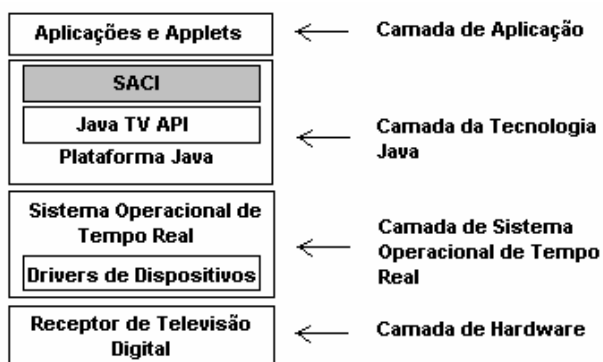 Aplicações e Applets
Camada de Aplicação
SACI
Java TV API
Plataforma Java
Camada da Tecnologia
Java
Sistema Operacional de
Tempo Real
Drivers de Dispositivos
Camada de Sistema
Operacional de Tempo
Real
Receptor de Televisão
Digital
Camada de Hardware